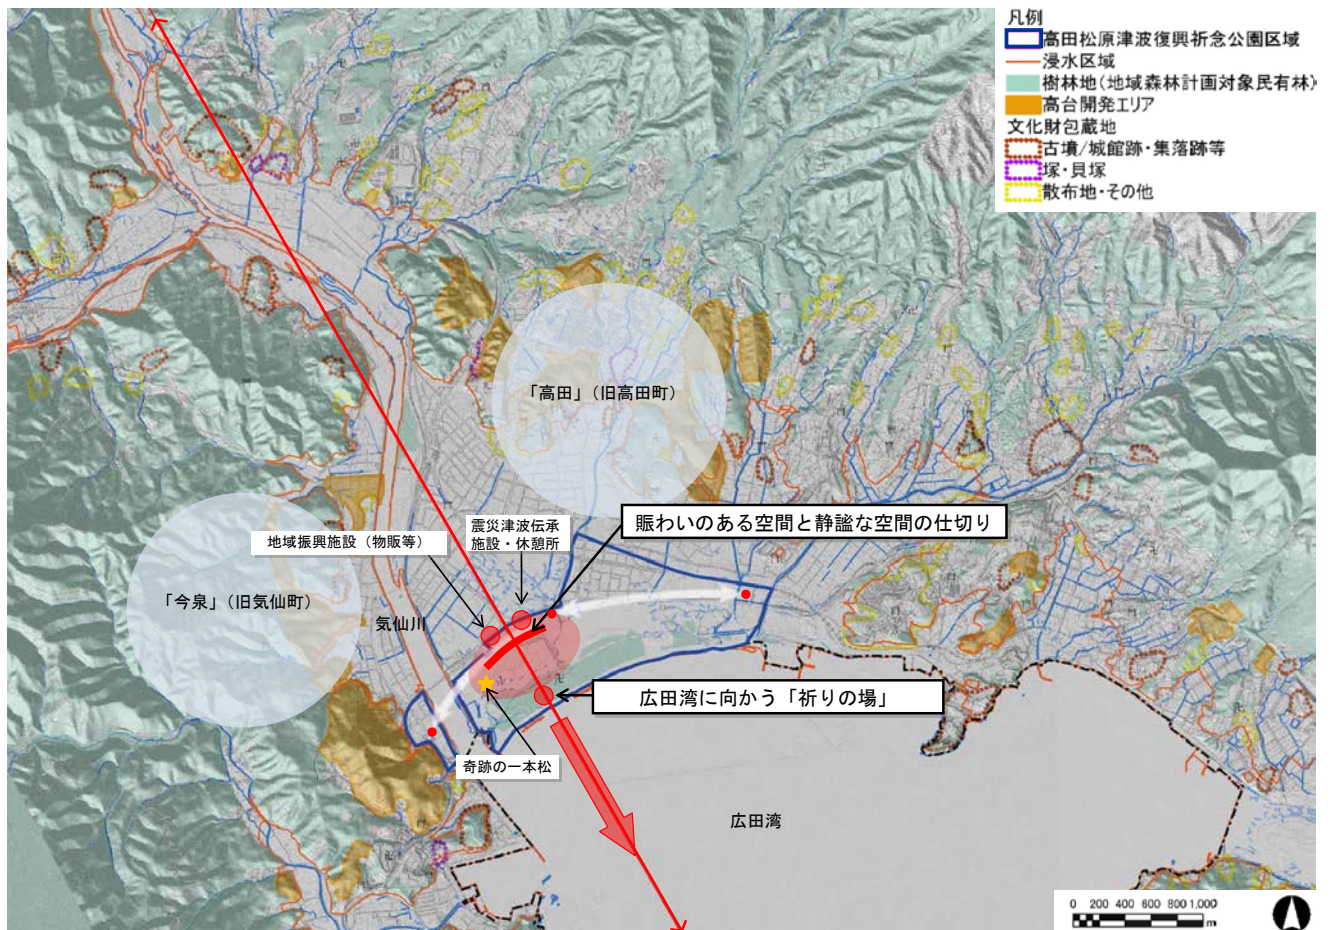 凡例
高田松原津波復興祈念公園区域
浸水区域
樹林地(地域森林計画対象民有林)
高台開発エリア
文化財包蔵地
古墳/城館跡・集落跡等
塚・貝塚
散布地・その他
「高田」(旧高田町)
賑わいのある空間と静謐な空間の仕切り
震災津波伝承
施設・休憩所
地域振興施設(物販等)
「今泉」(旧気仙町)
気仙川
広田湾に向かう「祈りの場」
奇跡の一本松
広田湾
0 200 400 600 800 1,000
m